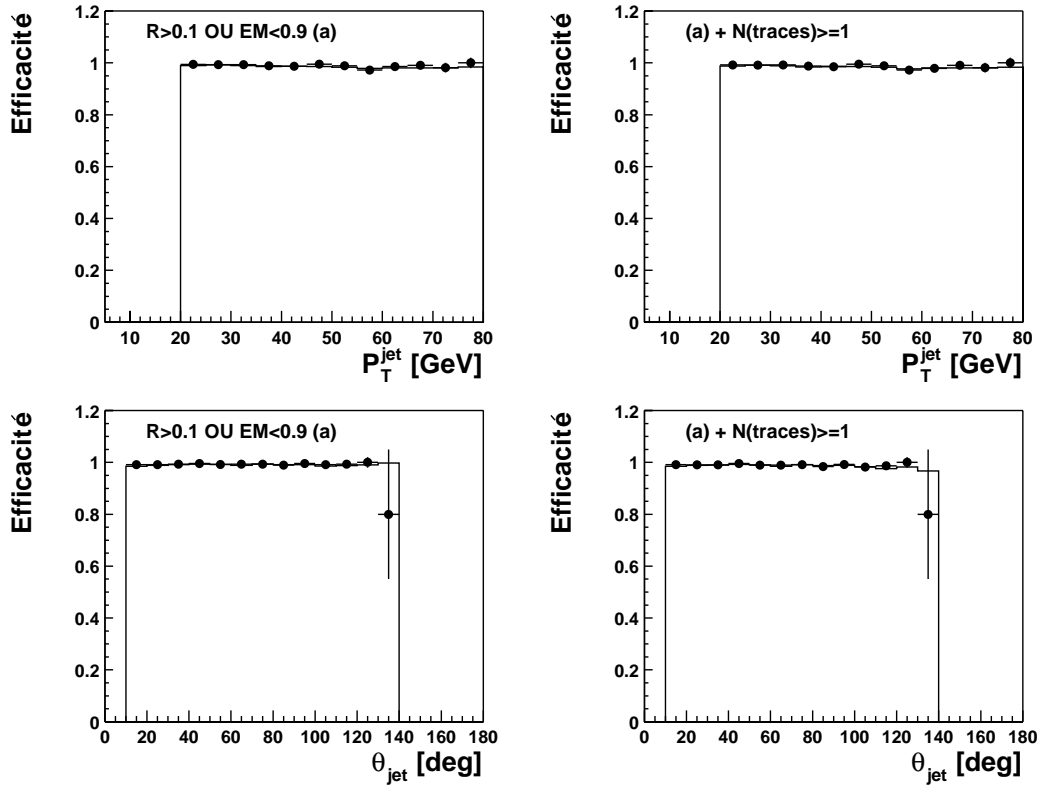 Efficacité
R>0.1 OU EM<0.9 (a)
1.2
1
0.8
0.6
0.4
0.2
0
10 20 30 40 50 60 70 80
P_T^jet [GeV]
Efficacité
(a) + N(traces)>=1
1.2
1
0.8
0.6
0.4
0.2
0
10 20 30 40 50 60 70 80
P_T^jet [GeV]
Efficacité
R>0.1 OU EM<0.9 (a)
1.2
1
0.8
0.6
0.4
0.2
0
0 20 40 60 80 100 120 140 160 180
θ_jet [deg]
Efficacité
(a) + N(traces)>=1
1.2
1
0.8
0.6
0.4
0.2
0
0 20 40 60 80 100 120 140 160 180
θ_jet [deg]